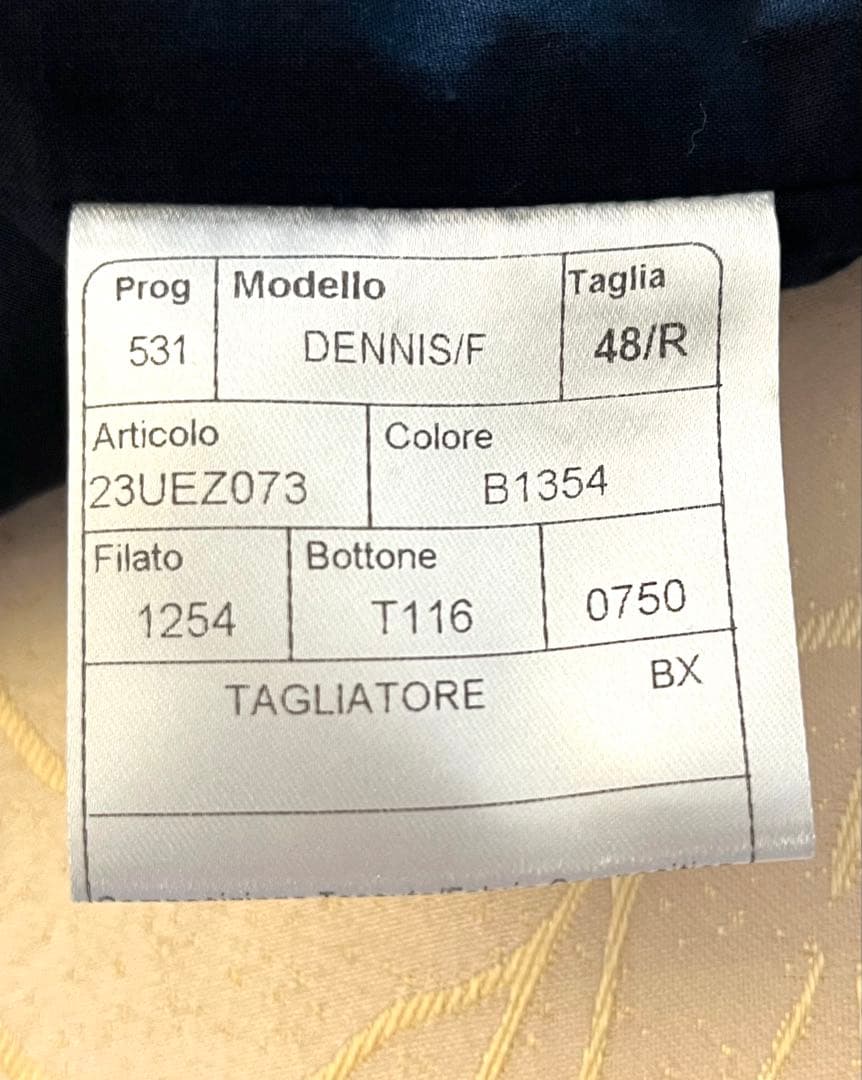 Prog Modello Taglia
531 DENNIS/F 48/R
Articolo Colore
23UEZ073 B1354
Filato Bottone
1254 T116 0750
TAGLIATORE BX